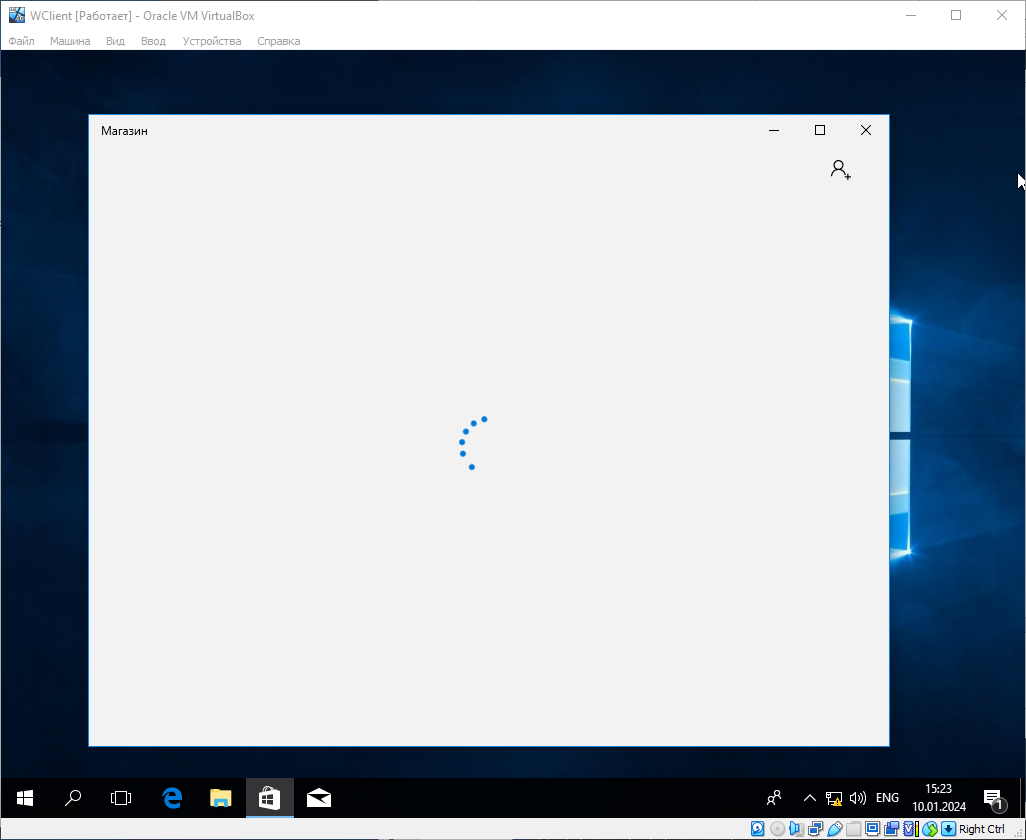 WClient [Работает] - Oracle VM VirtualBox
Файл Машина Вид Ввод Устройства Справка
Магазин
ENG
15:23
10.01.2024
1
Right Ctrl